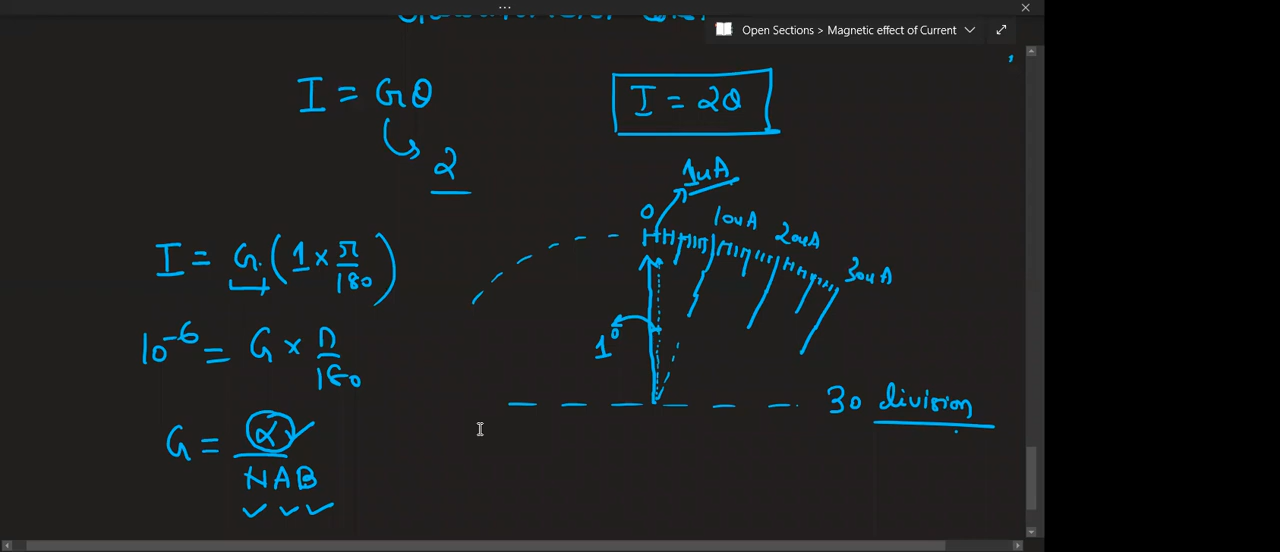 Open Sections > Magnetic effect of Current
I = Gθ
2
I = 2θ
1uA
0
10uA
20uA
30uA
1°
30 division
I = G(1 × π/180)
10⁻⁶ = G × π/180
G = α/NAB